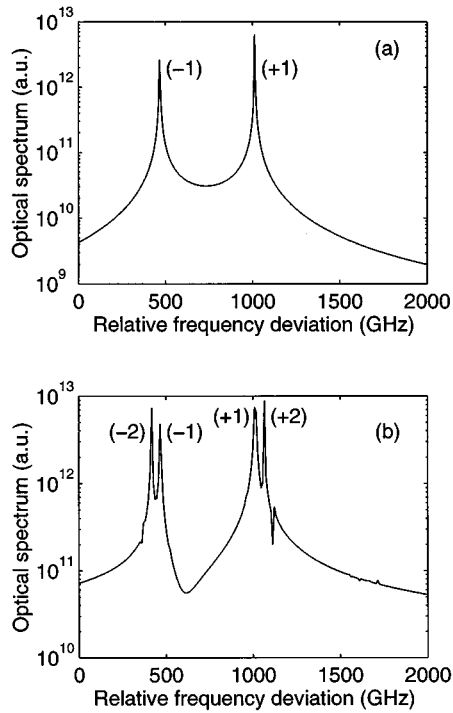 10^13
(a)
(−1)
(+1)
10^12
10^11
10^10
10^9
Optical spectrum (a.u.)
0 500 1000 1500 2000
Relative frequency deviation (GHz)
10^13
(−2) (−1) (+1) (+2) (b)
10^12
10^11
10^10
Optical spectrum (a.u.)
0 500 1000 1500 2000
Relative frequency deviation (GHz)